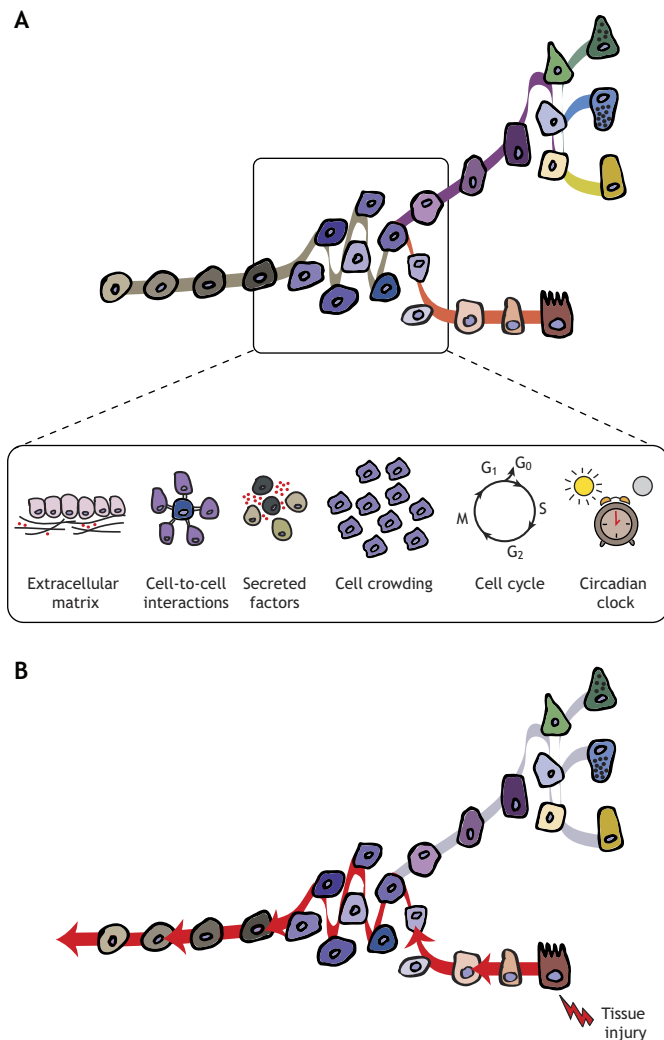 A
G1
G0
M
S
G2
Extracellular
matrix
Cell-to-cell
interactions
Secreted
factors
Cell crowding
Cell cycle
Circadian
clock
B
Tissue
injury